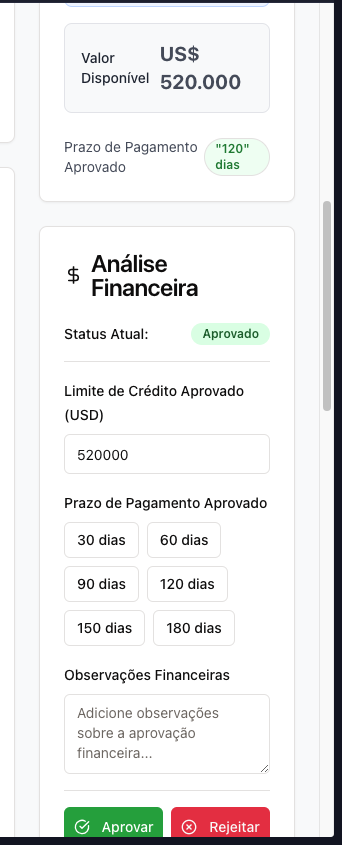 Valor
Disponível
US$
520.000
Prazo de Pagamento
Aprovado
"120"
dias
Análise
Financeira
Status Atual:
Aprovado
Limite de Crédito Aprovado
(USD)
520000
Prazo de Pagamento Aprovado
30 dias
60 dias
90 dias
120 dias
150 dias
180 dias
Observações Financeiras
Adicione observações
sobre a aprovação
financeira...
Aprovar
Rejeitar